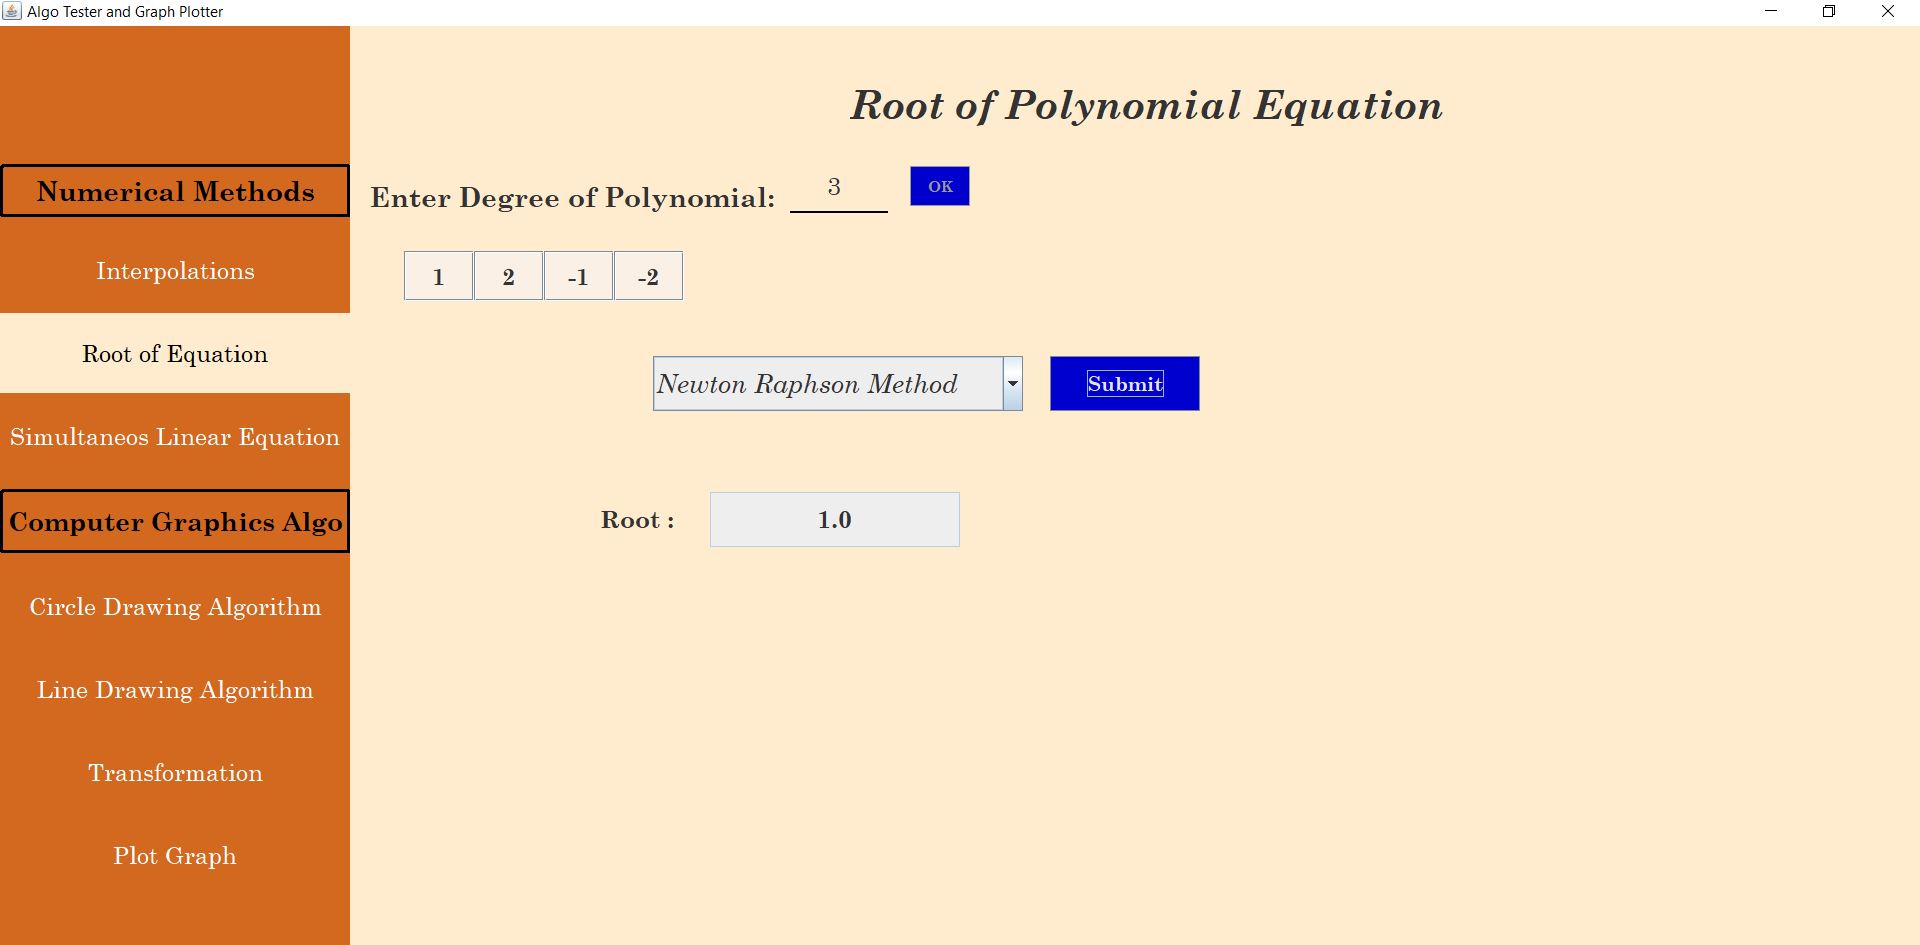 Algo Tester and Graph Plotter
Numerical Methods
Interpolations
Root of Equation
Simultaneos Linear Equation
Computer Graphics Algo
Circle Drawing Algorithm
Line Drawing Algorithm
Transformation
Plot Graph
Root of Polynomial Equation
Enter Degree of Polynomial: 3 OK
1 2 -1 -2
Newton Raphson Method Submit
Root : 1.0